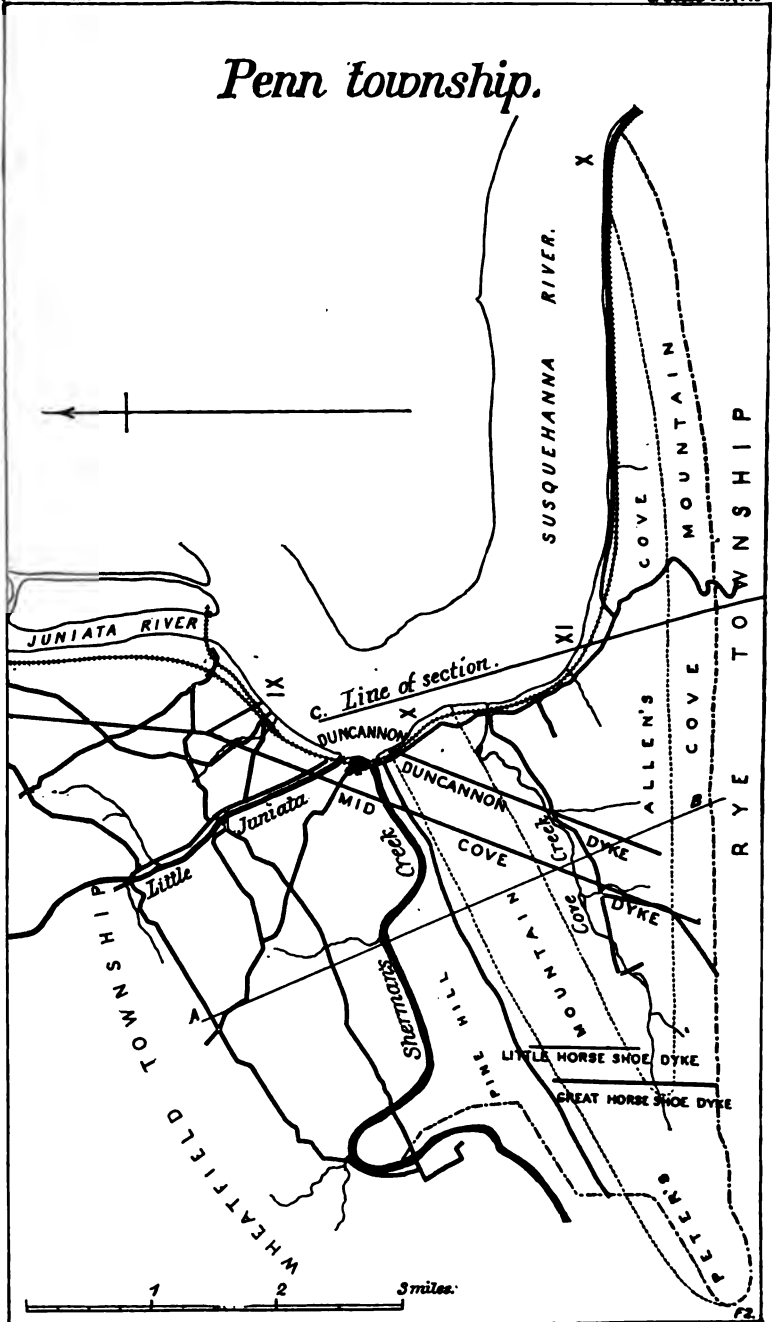 Penn township.
X
SUSQUEHANNA RIVER.
COVE MOUNTAIN
RYE TOWNSHIP
JUNIATA RIVER
IX
XI
C. Line of section.
X
DUNCANNON
ALLEN'S COVE
B
DUNCANNON DYKE
MID COVE DYKE
Little Juniata
Shermans Creek
Cove Creek
WHEATFIELD TOWNSHIP
A
PINE HILL
PETER'S MOUNTAIN
LITTLE HORSE SHOE DYKE
GREAT HORSE SHOE DYKE
1 2 3 miles.
F2.